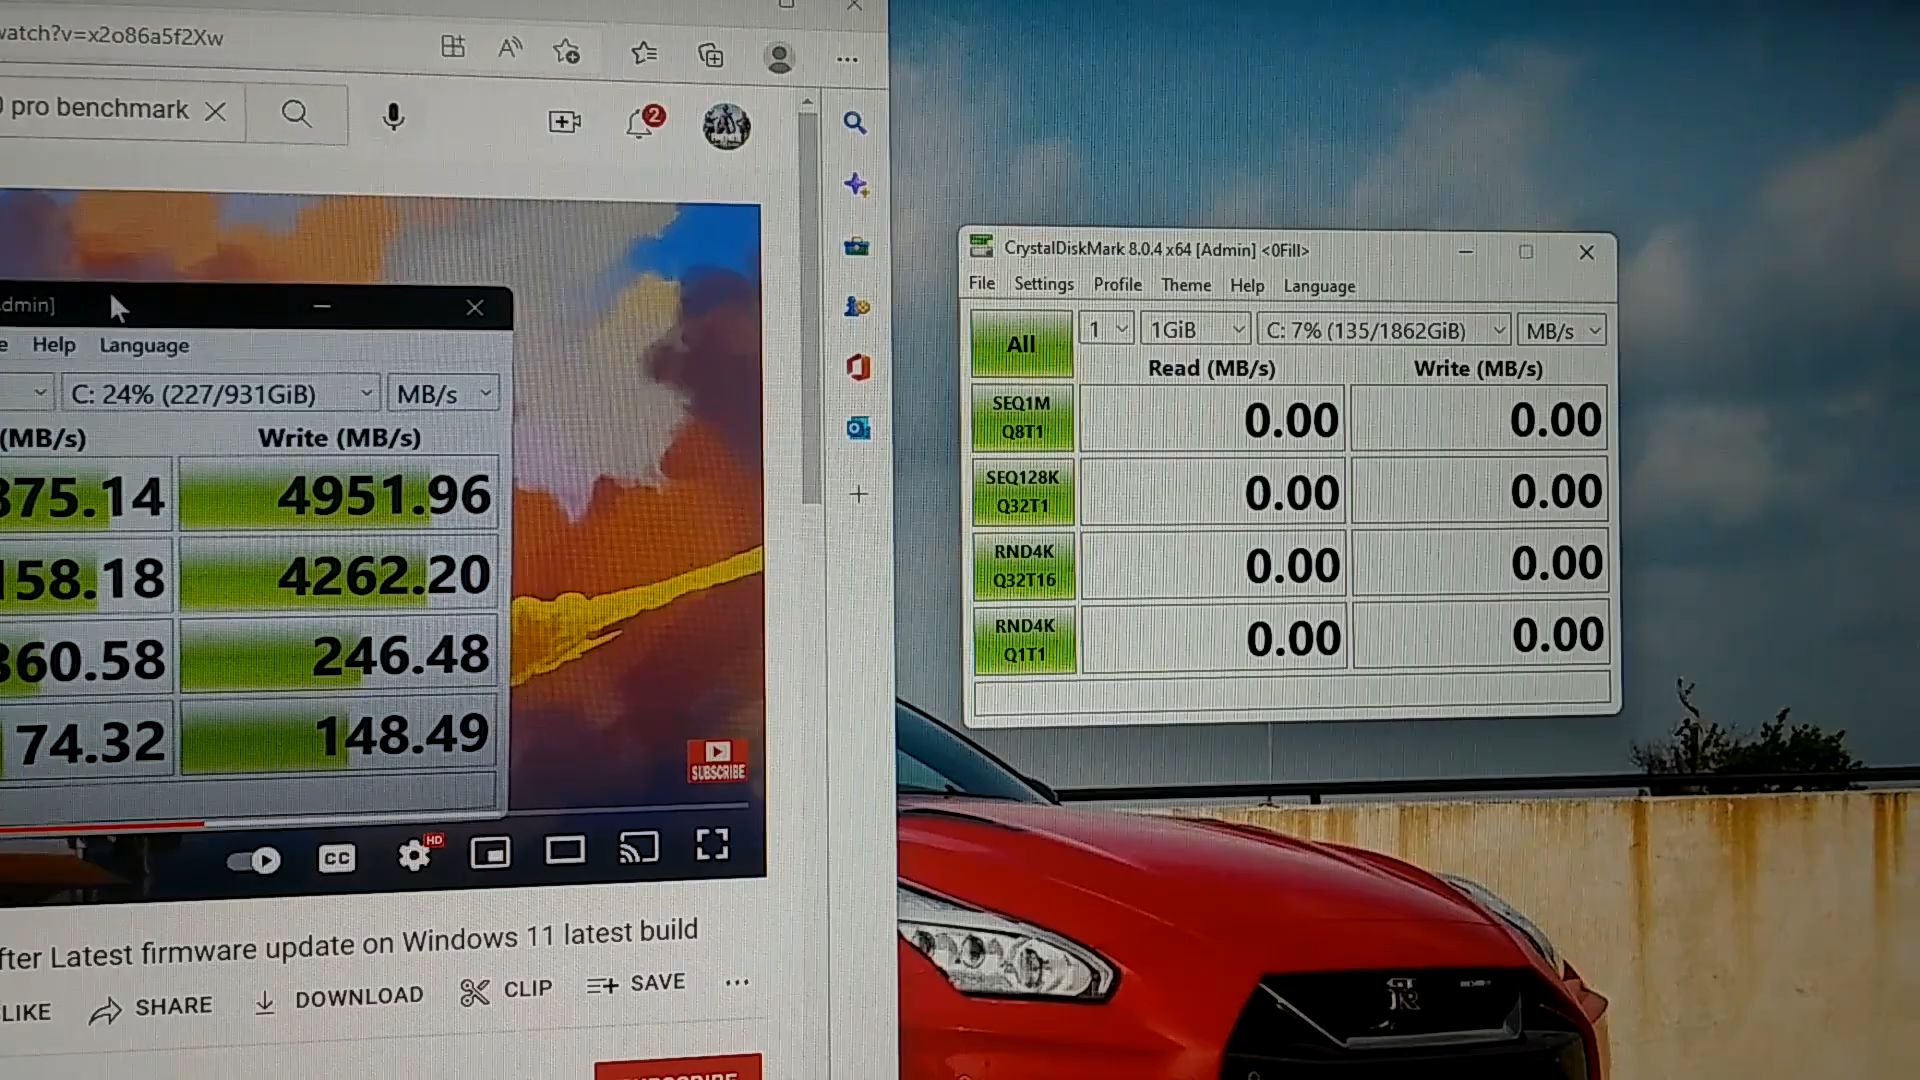 watch?v=x2o86a5f2Xw
pro benchmark
2
dmin]
Help Language
C: 24% (227/931GiB) MB/s
(MB/s) Write (MB/s)
375.14 4951.96
158.18 4262.20
360.58 246.48
74.32 148.49
SUBSCRIBE
CC HD
fter Latest firmware update on Windows 11 latest build
LIKE SHARE DOWNLOAD CLIP SAVE ...
CrystalDiskMark 8.0.4 x64 [Admin] <0Fill>
File Settings Profile Theme Help Language
All 1 1GiB C: 7% (135/1862GiB) MB/s
Read (MB/s) Write (MB/s)
SEQ1M
Q8T1 0.00 0.00
SEQ128K
Q32T1 0.00 0.00
RND4K
Q32T16 0.00 0.00
RND4K
Q1T1 0.00 0.00
GT
R